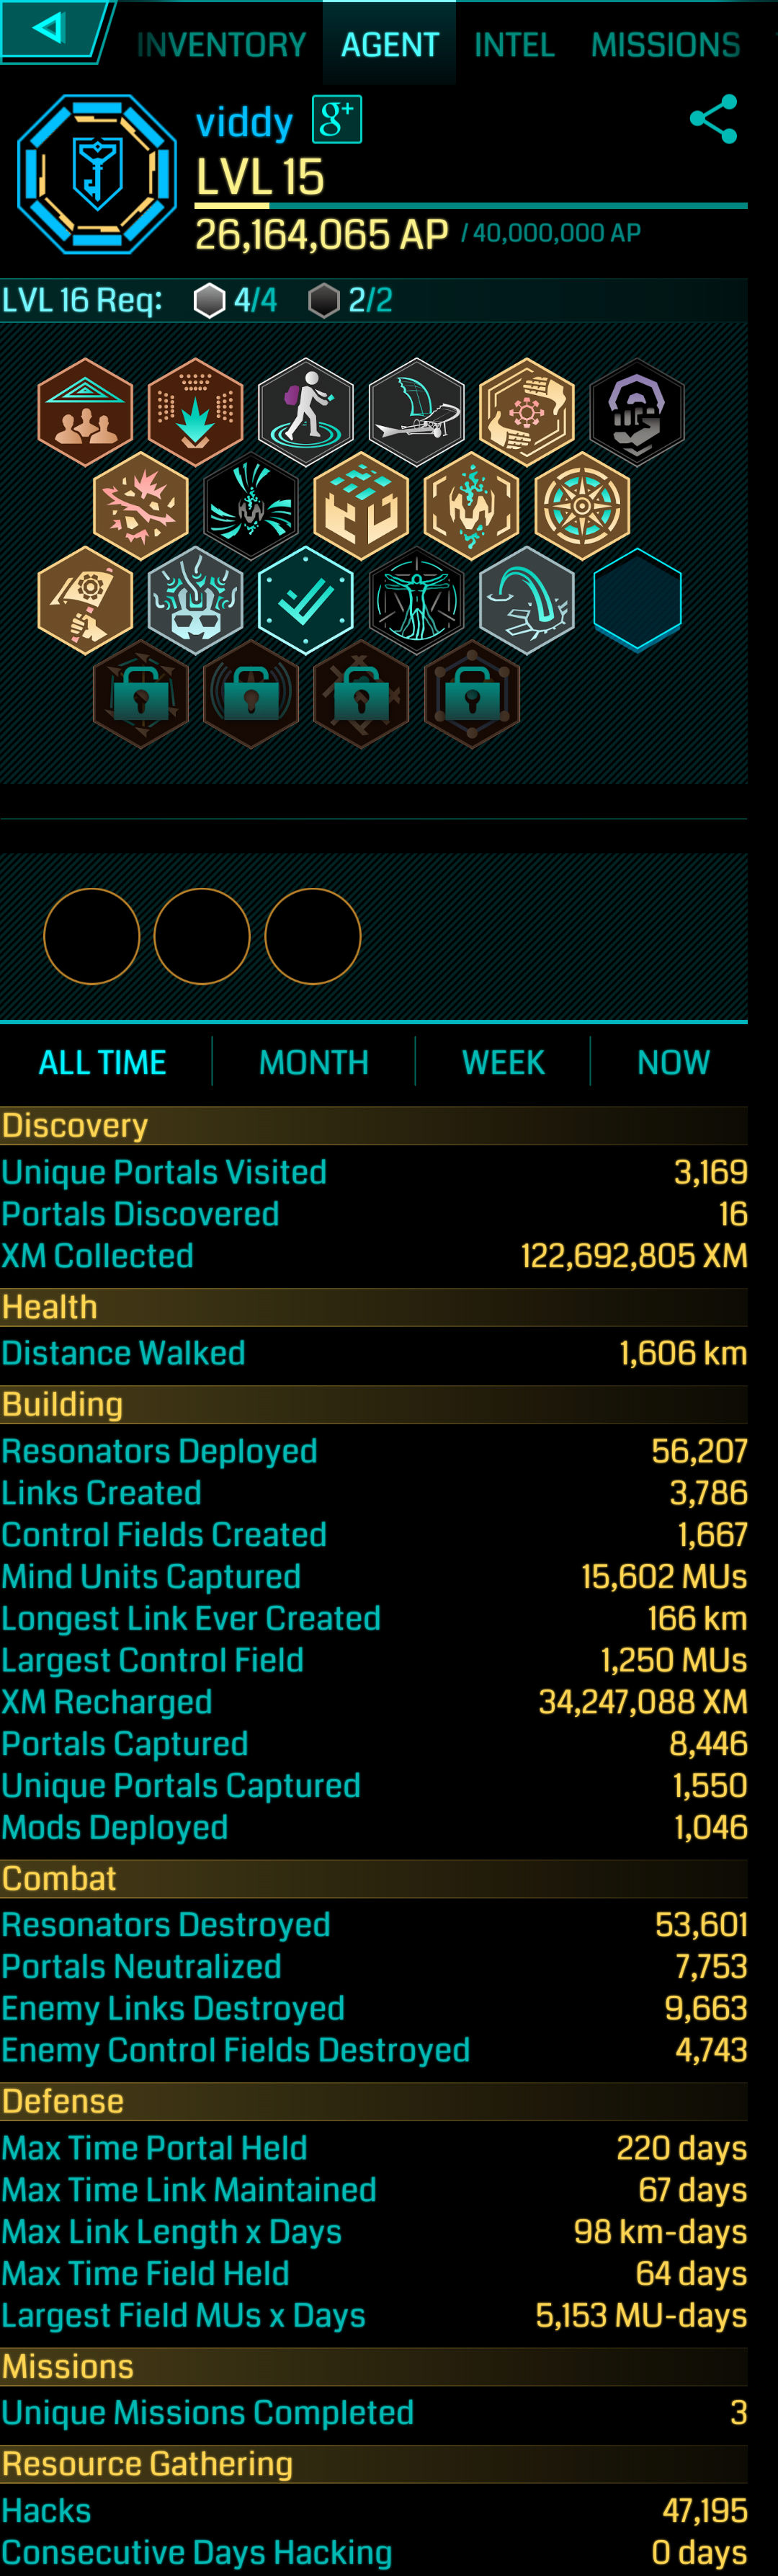 INVENTORY AGENT INTEL MISSIONS
viddy g+
LVL 15
26,164,065 AP / 40,000,000 AP
LVL 16 Req: 4/4 2/2
ALL TIME MONTH WEEK NOW
Discovery
Unique Portals Visited 3,169
Portals Discovered 16
XM Collected 122,692,805 XM
Health
Distance Walked 1,606 km
Building
Resonators Deployed 56,207
Links Created 3,786
Control Fields Created 1,667
Mind Units Captured 15,602 MUs
Longest Link Ever Created 166 km
Largest Control Field 1,250 MUs
XM Recharged 34,247,088 XM
Portals Captured 8,446
Unique Portals Captured 1,550
Mods Deployed 1,046
Combat
Resonators Destroyed 53,601
Portals Neutralized 7,753
Enemy Links Destroyed 9,663
Enemy Control Fields Destroyed 4,743
Defense
Max Time Portal Held 220 days
Max Time Link Maintained 67 days
Max Link Length x Days 98 km-days
Max Time Field Held 64 days
Largest Field MUs x Days 5,153 MU-days
Missions
Unique Missions Completed 3
Resource Gathering
Hacks 47,195
Consecutive Days Hacking 0 days